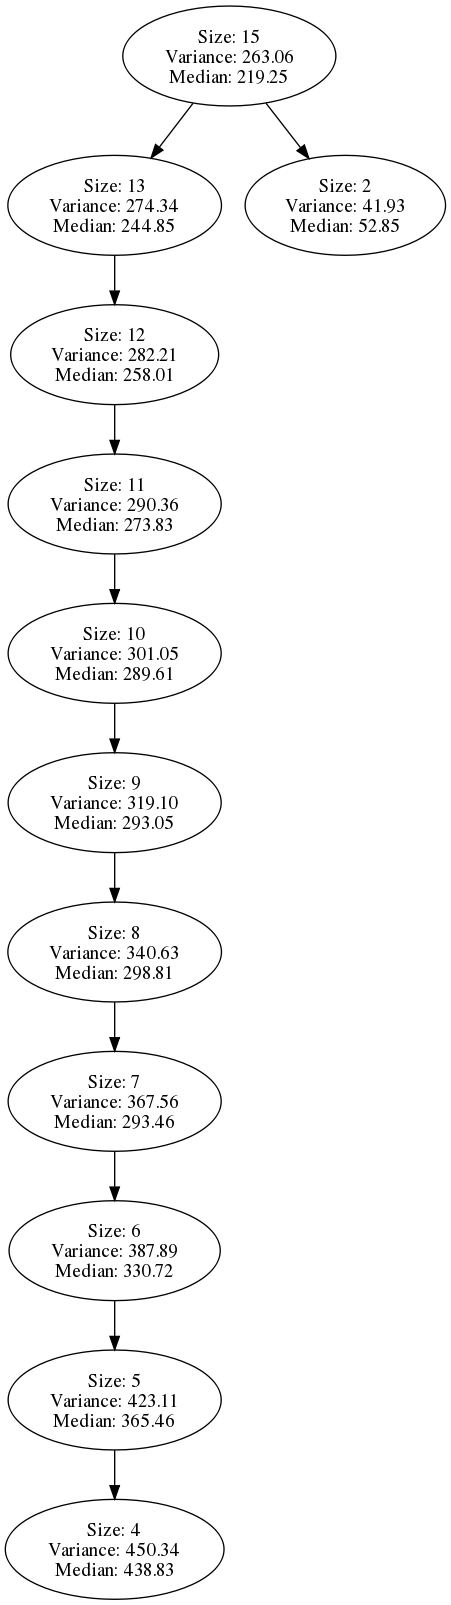 Size: 15
Variance: 263.06
Median: 219.25
Size: 13
Variance: 274.34
Median: 244.85
Size: 2
Variance: 41.93
Median: 52.85
Size: 12
Variance: 282.21
Median: 258.01
Size: 11
Variance: 290.36
Median: 273.83
Size: 10
Variance: 301.05
Median: 289.61
Size: 9
Variance: 319.10
Median: 293.05
Size: 8
Variance: 340.63
Median: 298.81
Size: 7
Variance: 367.56
Median: 293.46
Size: 6
Variance: 387.89
Median: 330.72
Size: 5
Variance: 423.11
Median: 365.46
Size: 4
Variance: 450.34
Median: 438.83